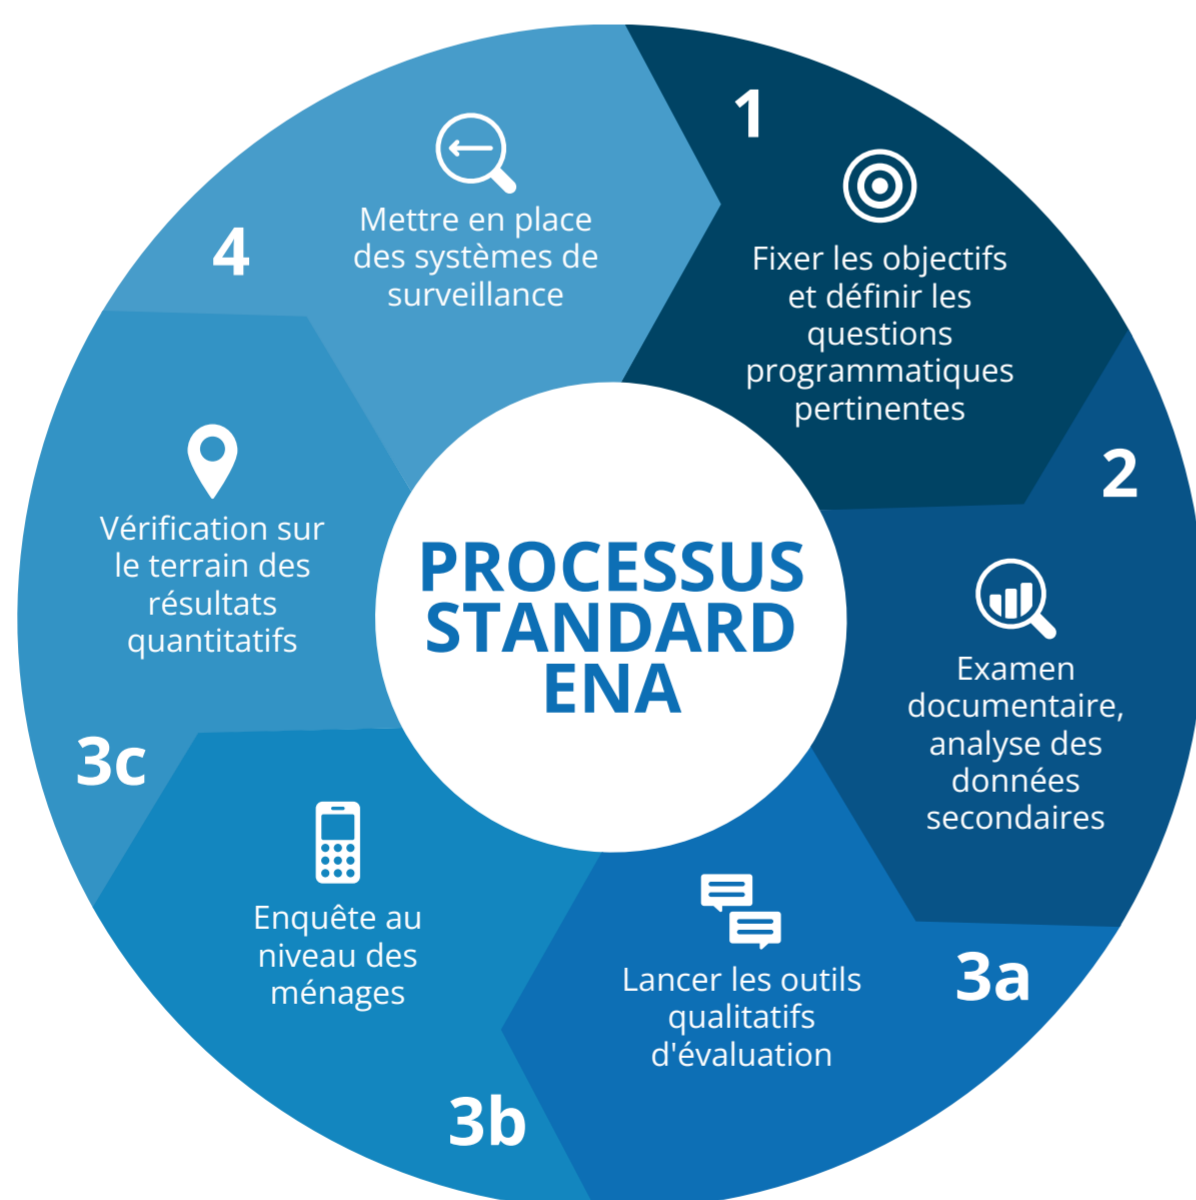 PROCESSUS
STANDARD
ENA
1
Fixer les objectifs
et définir les
questions
programmatiques
pertinentes
2
Examen
documentaire,
analyse des
données
secondaires
3a
Lancer les outils
qualitatifs
d'évaluation
3b
Enquête au
niveau des
ménages
3c
Vérification sur
le terrain des
résultats
quantitatifs
4
Mettre en place
des systèmes de
surveillance